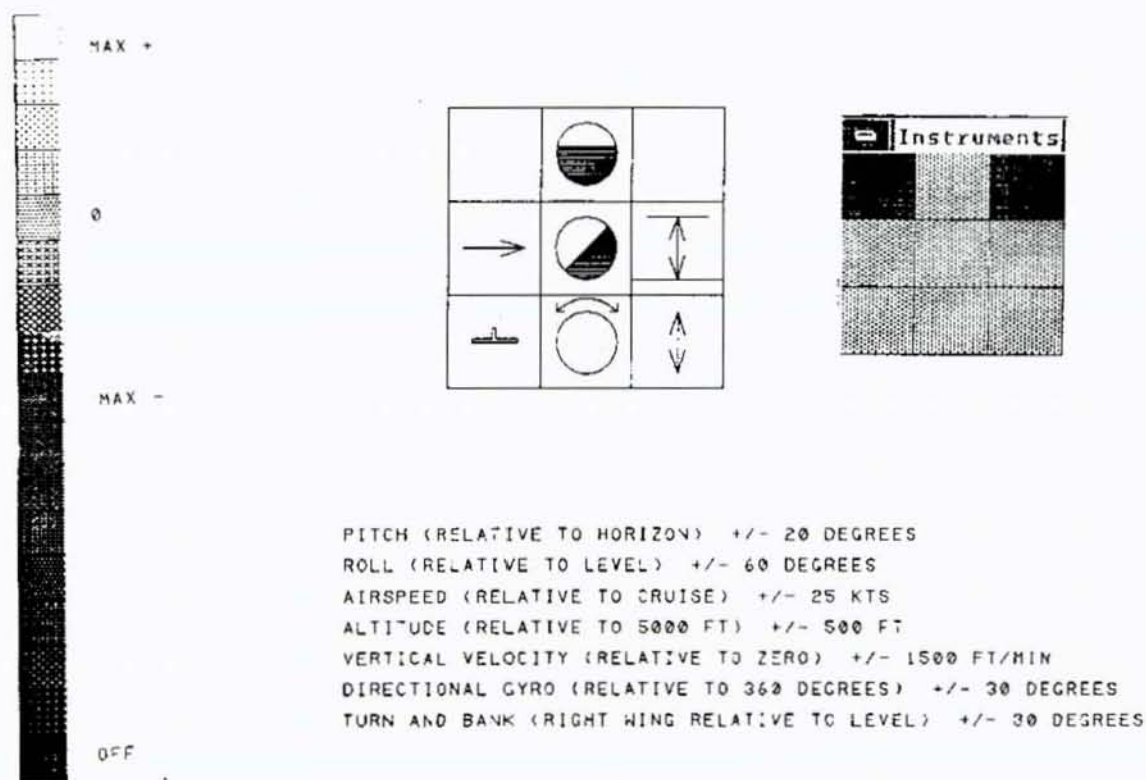 MAX +
0
MAX -
OFF
Instruments
PITCH (RELATIVE TO HORIZON) +/- 20 DEGREES
ROLL (RELATIVE TO LEVEL) +/- 60 DEGREES
AIRSPEED (RELATIVE TO CRUISE) +/- 25 KTS
ALTITUDE (RELATIVE TO 5000 FT) +/- 500 FT
VERTICAL VELOCITY (RELATIVE TO ZERO) +/- 1500 FT/MIN
DIRECTIONAL GYRO (RELATIVE TO 360 DEGREES) +/- 30 DEGREES
TURN AND BANK (RIGHT WING RELATIVE TO LEVEL) +/- 30 DEGREES